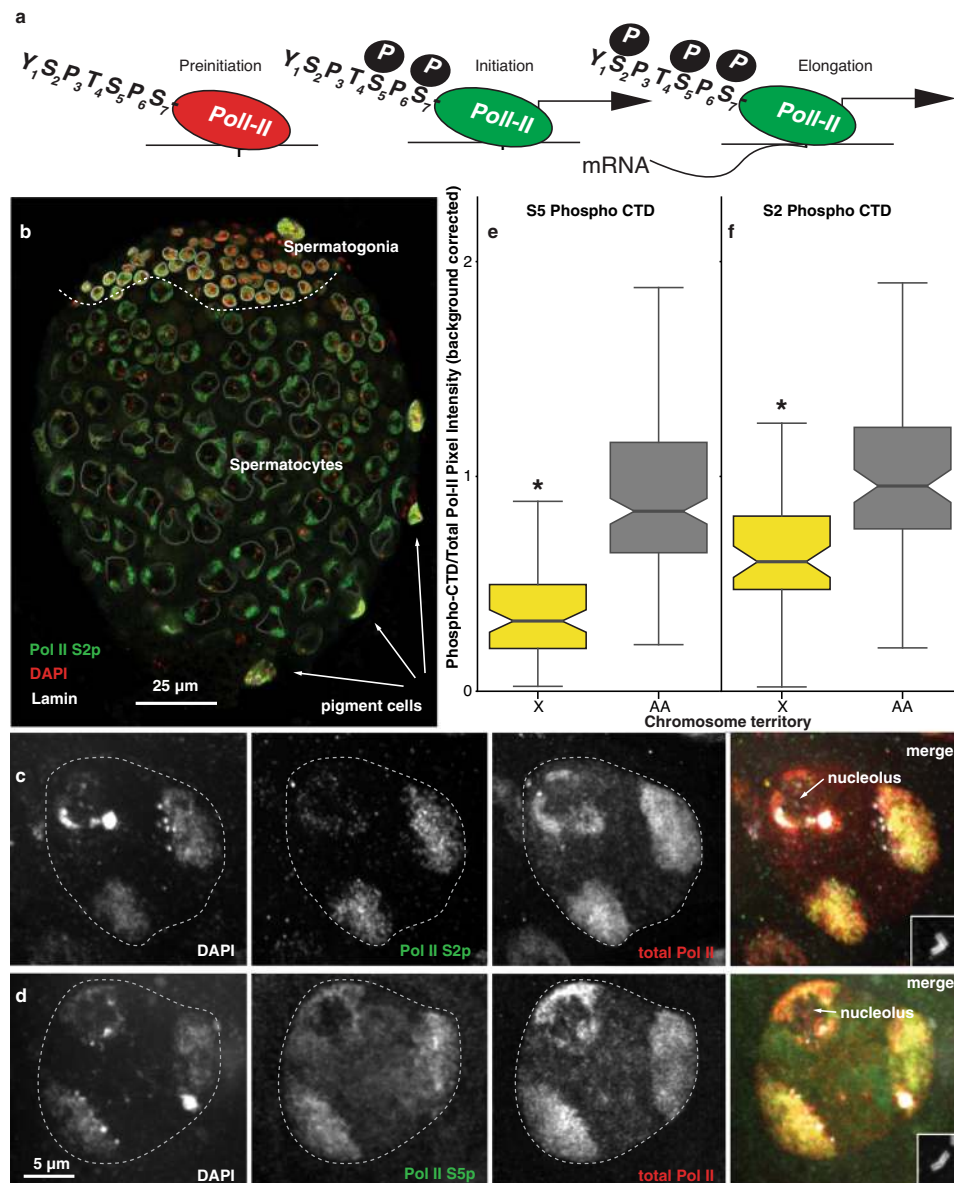 a
Y1S2P3T4S5P6S7 Preinitiation
Poll-II
Y1S2P3T4S5P6S7 P P Initiation
Poll-II
Y1S2P3T4S5P6S7 P P P Elongation
Poll-II
mRNA
b
Spermatogonia
Spermatocytes
Pol II S2p
DAPI
Lamin
25 µm
pigment cells
S5 Phospho CTD
S2 Phospho CTD
e
f
Phospho-CTD/Total Pol-II Pixel Intensity (background corrected)
2
1
0
*
*
X AA X AA
Chromosome territory
c
DAPI
Pol II S2p
total Pol II
merge
nucleolus
d
5 µm
DAPI
Pol II S5p
total Pol II
merge
nucleolus